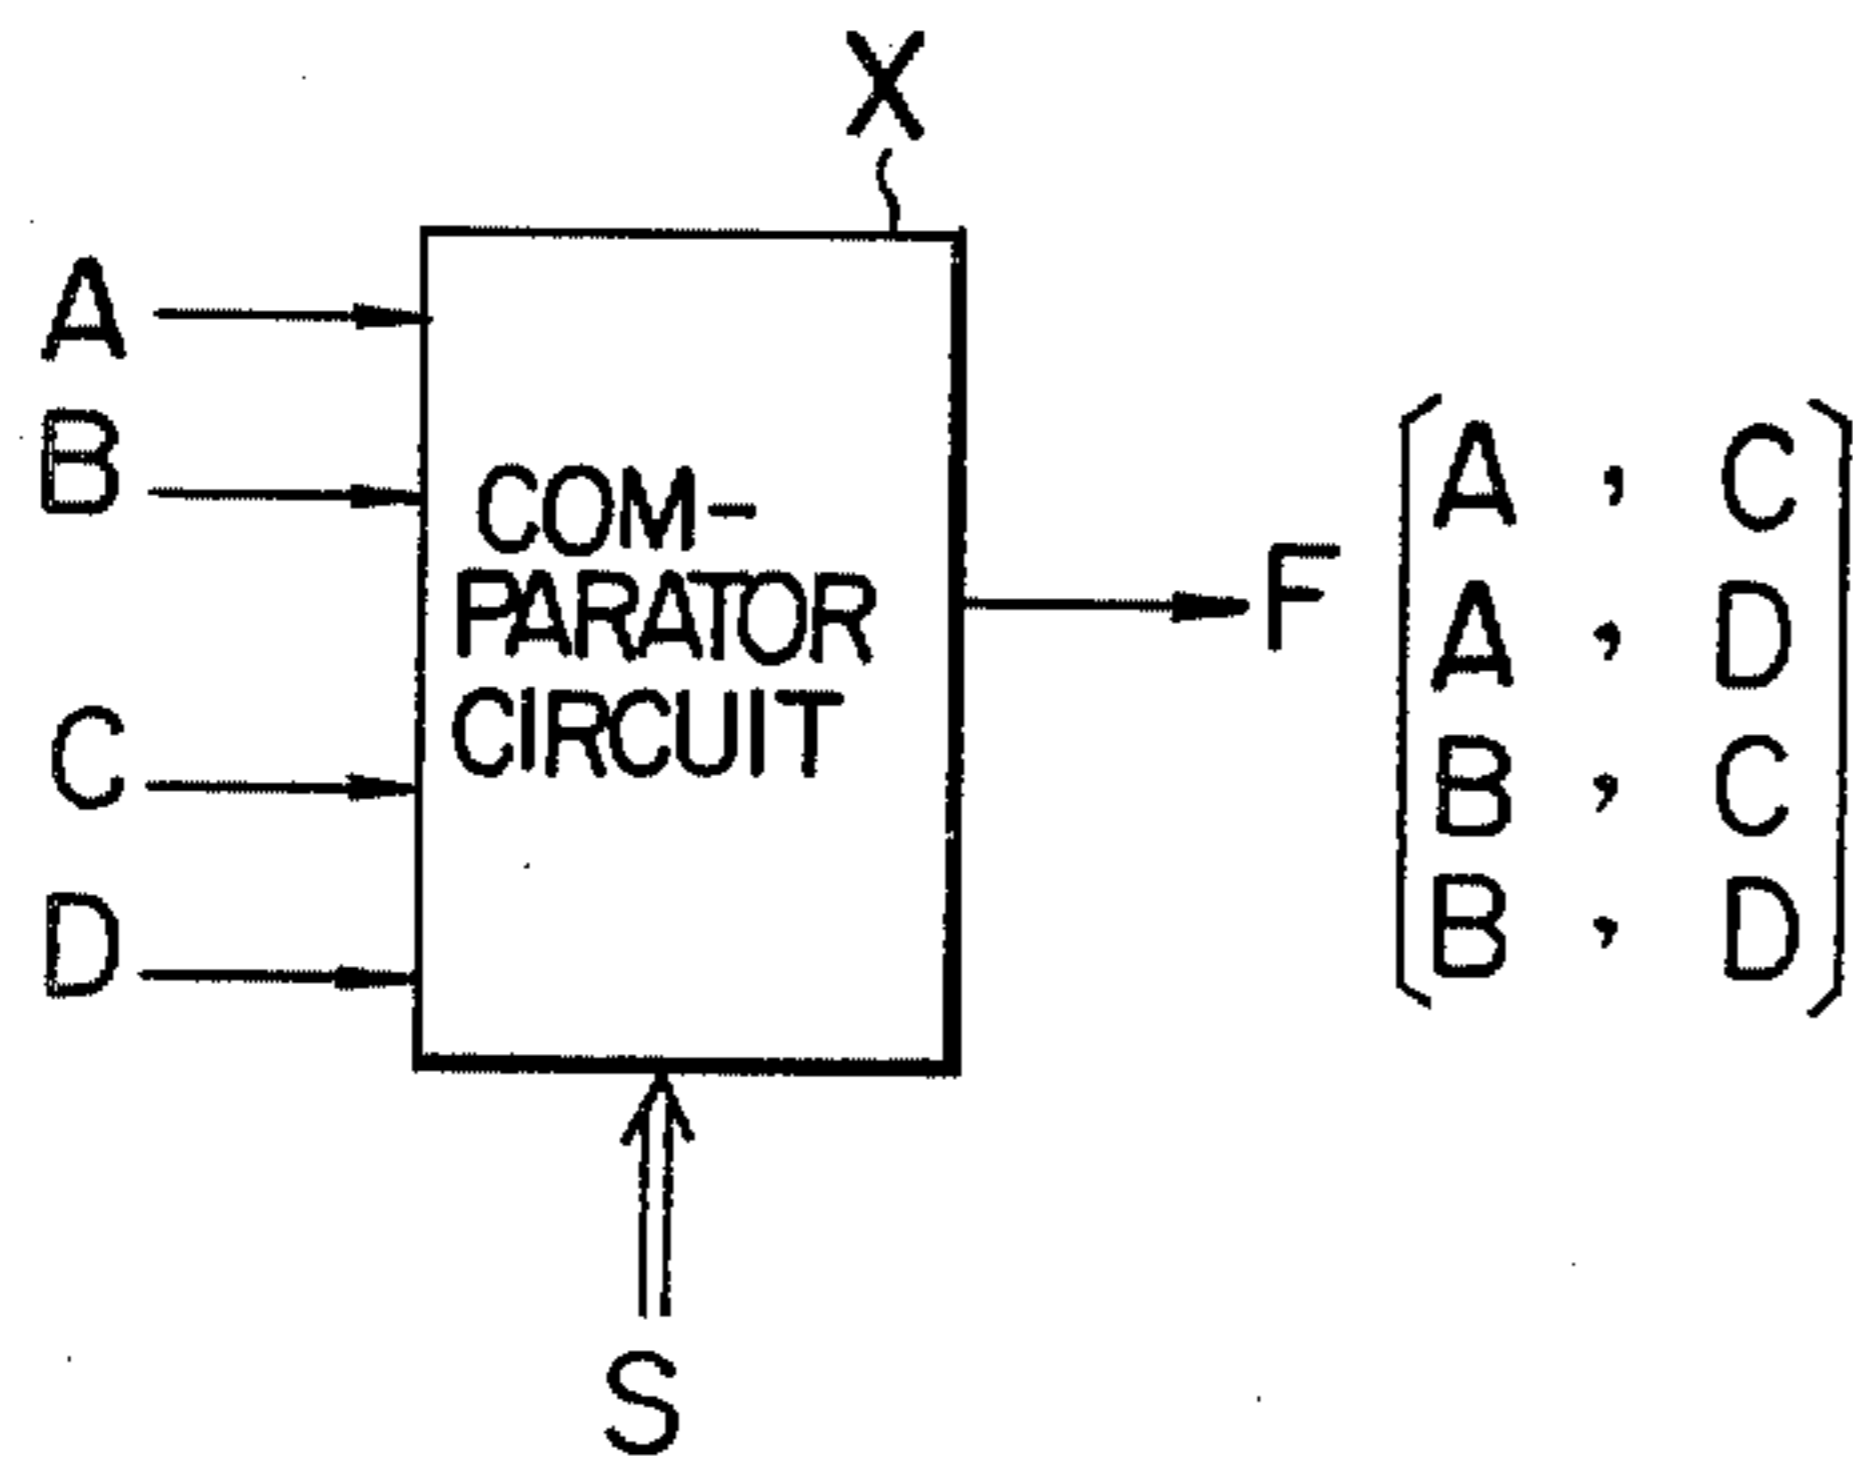 X
A
B
C
D
COM-
PARATOR
CIRCUIT
F
A , C
A , D
B , C
B , D
S